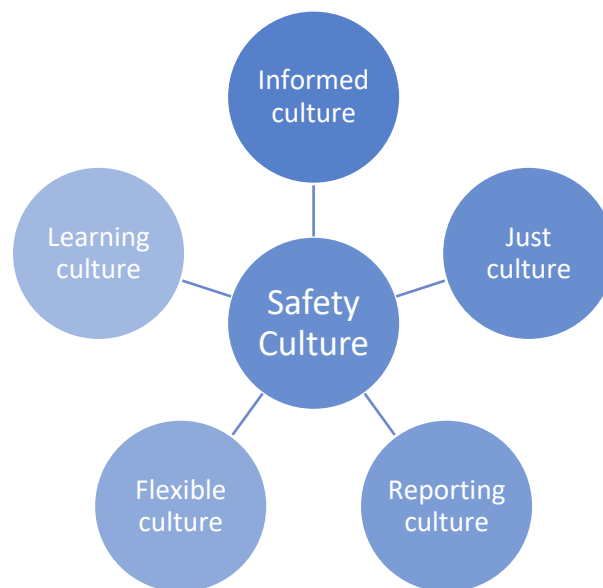 Informed
culture
Learning
culture
Just
culture
Safety
Culture
Flexible
culture
Reporting
culture